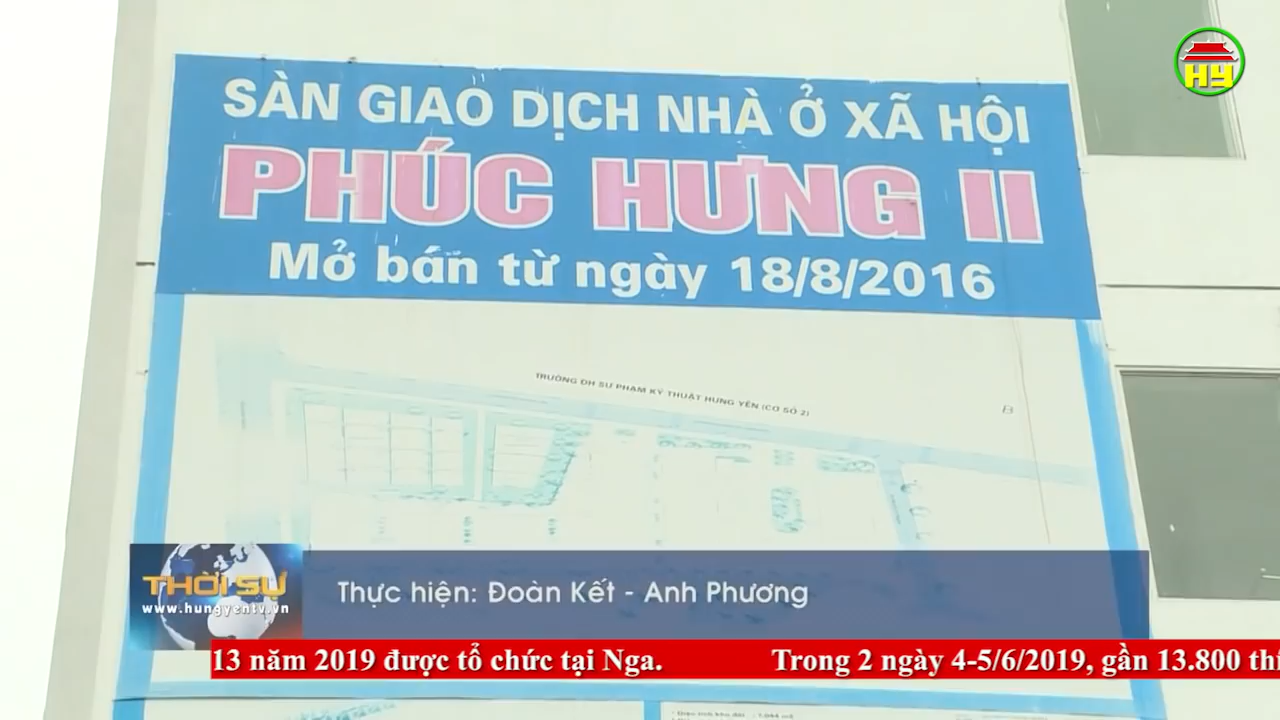 HY
SÀN GIAO DỊCH NHÀ Ở XÃ HỘI
PHÚC HƯNG II
Mở bán từ ngày 18/8/2016
TRƯỜNG ĐH SƯ PHẠM KỸ THUẬT HƯNG YÊN (CƠ SỞ 2)
B
THỜI SỰ
www.hungyentv.vn
Thực hiện: Đoàn Kết - Anh Phương
13 năm 2019 được tổ chức tại Nga. Trong 2 ngày 4-5/6/2019, gần 13.800 thí